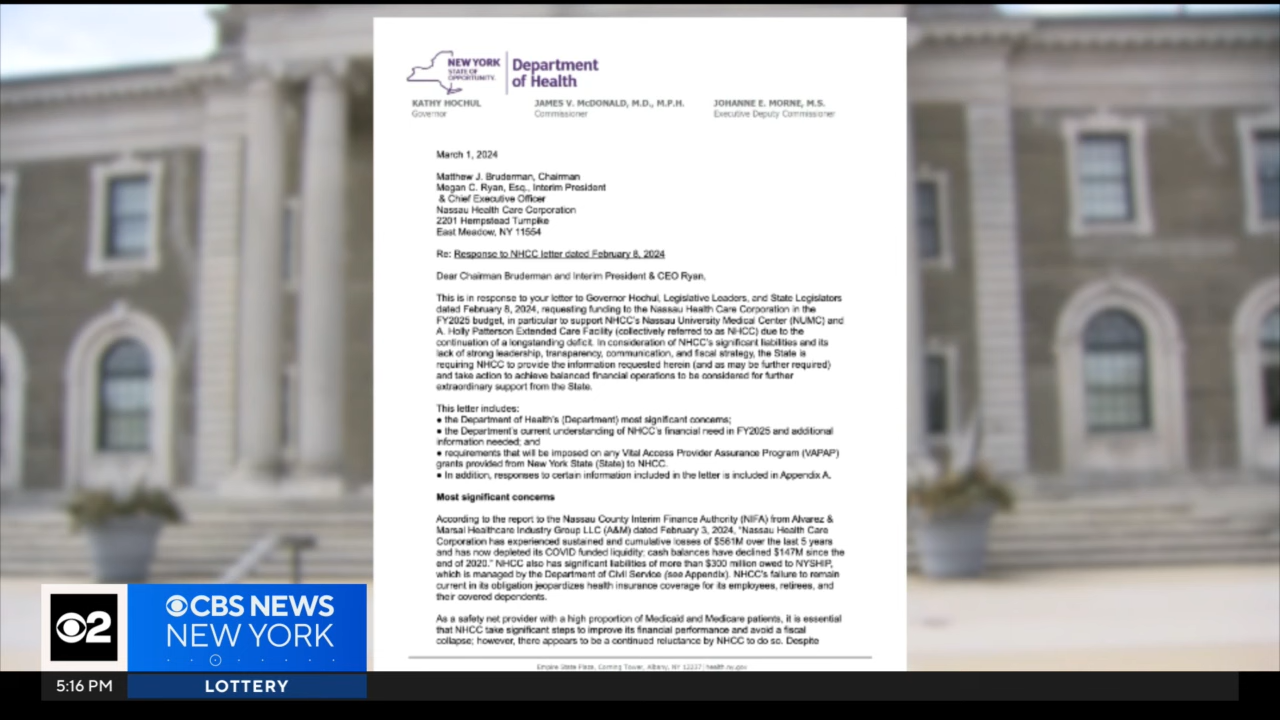 NEW YORK
STATE OF
OPPORTUNITY.
Department
of Health
KATHY HOCHUL
Governor
JAMES V. McDONALD, M.D., M.P.H.
Commissioner
JOHANNE E. MORNE, M.S.
Executive Deputy Commissioner
March 1, 2024
Matthew J. Bruderman, Chairman
Megan C. Ryan, Esq., Interim President
& Chief Executive Officer
Nassau Health Care Corporation
2201 Hempstead Turnpike
East Meadow, NY 11554
Re: Response to NHCC letter dated February 8, 2024
Dear Chairman Bruderman and Interim President & CEO Ryan,
This is in response to your letter to Governor Hochul, Legislative Leaders, and State Legislators
dated February 8, 2024, requesting funding to the Nassau Health Care Corporation in the
FY2025 budget, in particular to support NHCC's Nassau University Medical Center (NUMC) and
A. Holly Patterson Extended Care Facility (collectively referred to as NHCC) due to the
continuation of a longstanding deficit. In consideration of NHCC's significant liabilities and its
lack of strong leadership, transparency, communication, and fiscal strategy, the State is
requiring NHCC to provide the information requested herein (and as may be further required)
and take action to achieve balanced financial operations to be considered for further
extraordinary support from the State.
This letter includes:
● the Department of Health's (Department) most significant concerns;
● the Department's current understanding of NHCC's financial need in FY2025 and additional
information needed; and
● requirements that will be imposed on any Vital Access Provider Assurance Program (VAPAP)
grants provided from New York State (State) to NHCC.
● In addition, responses to certain information included in the letter is included in Appendix A.
Most significant concerns
According to the report to the Nassau County Interim Finance Authority (NIFA) from Alvarez &
Marsal Healthcare Industry Group LLC (A&M) dated February 3, 2024, "Nassau Health Care
Corporation has experienced sustained and cumulative losses of $561M over the last 5 years
and has now depleted its COVID funded liquidity; cash balances have declined $147M since the
end of 2020." NHCC also has significant liabilities of more than $300 million owed to NYSHIP,
which is managed by the Department of Civil Service (see Appendix). NHCC's failure to remain
current in its obligation jeopardizes health insurance coverage for its employees, retirees, and
their covered dependents.
As a safety net provider with a high proportion of Medicaid and Medicare patients, it is essential
that NHCC take significant steps to improve its financial performance and avoid a fiscal
collapse; however, there appears to be a continued reluctance by NHCC to do so. Despite
Empire State Plaza, Corning Tower, Albany, NY 12237 | health.ny.gov
2
CBS NEWS
NEW YORK
5:16 PM
LOTTERY